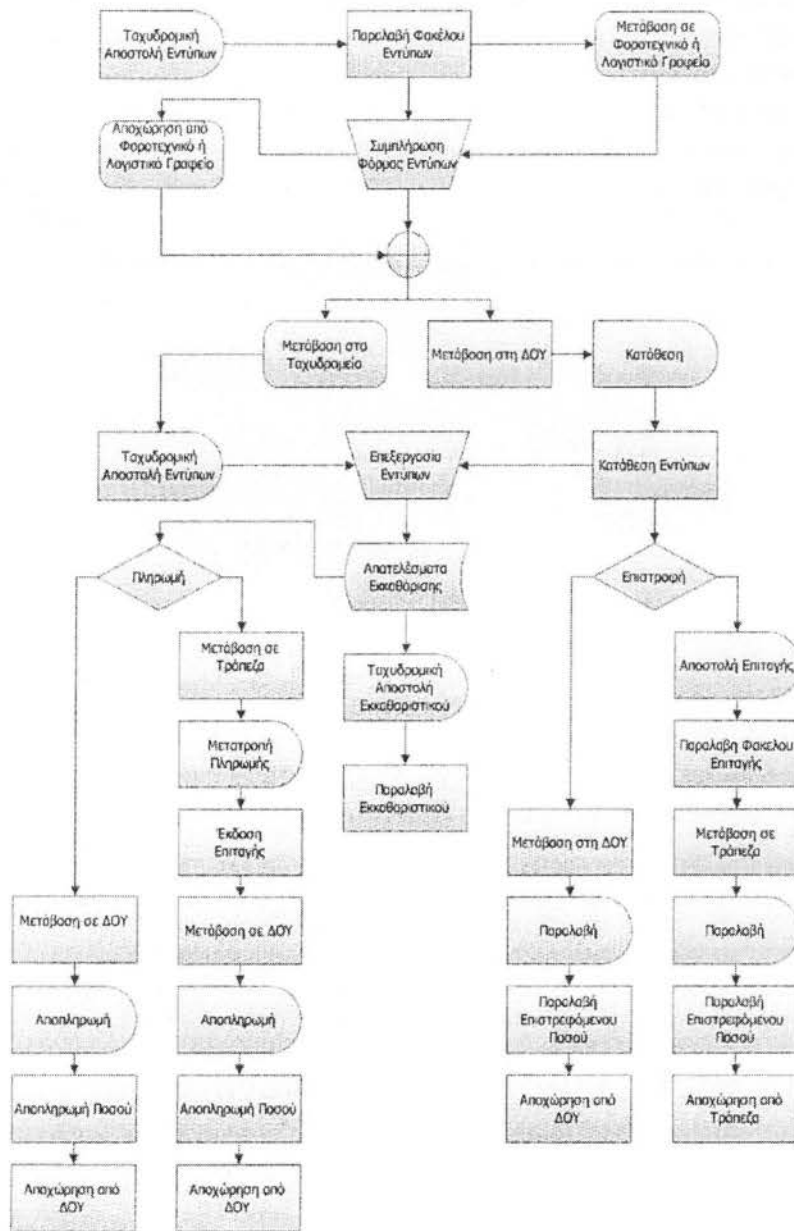 Ταχυδρομική
Αποστολή Εντύπων
Παραλαβή Φακέλου
Εντύπων
Μετάβαση σε
Φοροτεχνικό ή
Λογιστικό Γραφείο
Αποχώρηση από
Φοροτεχνικό ή
Λογιστικό Γραφείο
Συμπλήρωση
Φόρμας Εντύπων
Μετάβαση στα
Ταχυδρομεία
Μετάβαση στη ΔΟΥ
Κατάθεση
Ταχυδρομική
Αποστολή Εντύπων
Επεξεργασία
Εντύπων
Κατάθεση Εντύπων
Πληρωμή
Αποτελέσματα
Εκκαθάρισης
Επιστροφή
Μετάβαση σε
Τράπεζα
Ταχυδρομική
Αποστολή
Εκκαθαριστικού
Αποστολή Επιταγής
Μετατροπή
Πληρωμής
Παραλαβή
Εκκαθαριστικού
Παραλαβη Φακελου
Επιταγής
Έκδοση
Επιταγής
Μετάβαση στη ΔΟΥ
Μετάβαση σε
Τράπεζα
Μετάβαση σε ΔΟΥ
Μετάβαση σε ΔΟΥ
Παραλαβή
Παραλαβή
Αποπληρωμή
Αποπληρωμή
Παραλαβή
Επιστρεφόμενου
Ποσού
Παραλαβή
Επιστρεφόμενου
Ποσού
Αποπληρωμή Ποσού
Αποπληρωμή Ποσού
Αποχώρηση από
ΔΟΥ
Αποχώρηση από
Τράπεζα
Αποχώρηση από
ΔΟΥ
Αποχώρηση από
ΔΟΥ